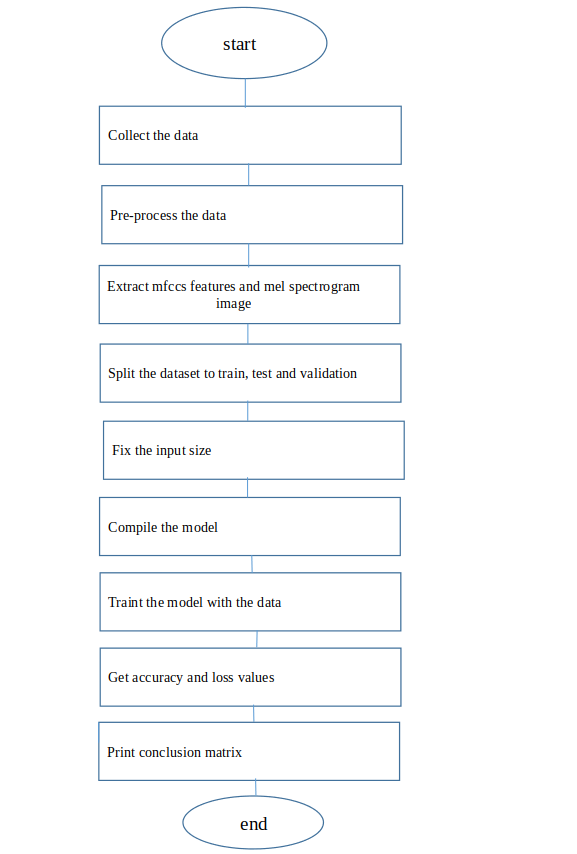 start
Collect the data
Pre-process the data
Extract mfccs features and mel spectrogram
image
Split the dataset to train, test and validation
Fix the input size
Compile the model
Traint the model with the data
Get accuracy and loss values
Print conclusion matrix
end